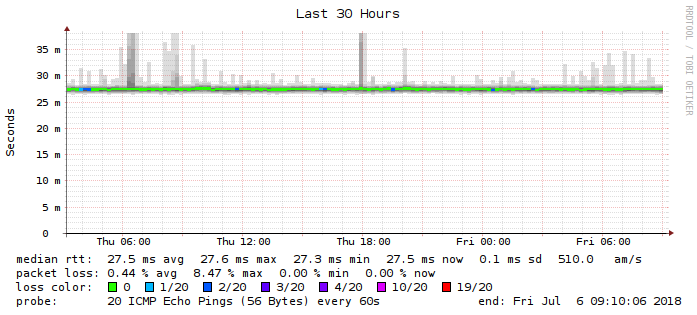 Last 30 Hours
RRDTOOL / TOBI OETIKER
Seconds
35 m
30 m
25 m
20 m
15 m
10 m
5 m
0
Thu 06:00 Thu 12:00 Thu 18:00 Fri 00:00 Fri 06:00
median rtt: 27.5 ms avg 27.6 ms max 27.3 ms min 27.5 ms now 0.1 ms sd 510.0 am/s
packet loss: 0.44 % avg 8.47 % max 0.00 % min 0.00 % now
loss color: 0 1/20 2/20 3/20 4/20 10/20 19/20
probe: 20 ICMP Echo Pings (56 Bytes) every 60s end: Fri Jul 6 09:10:06 2018